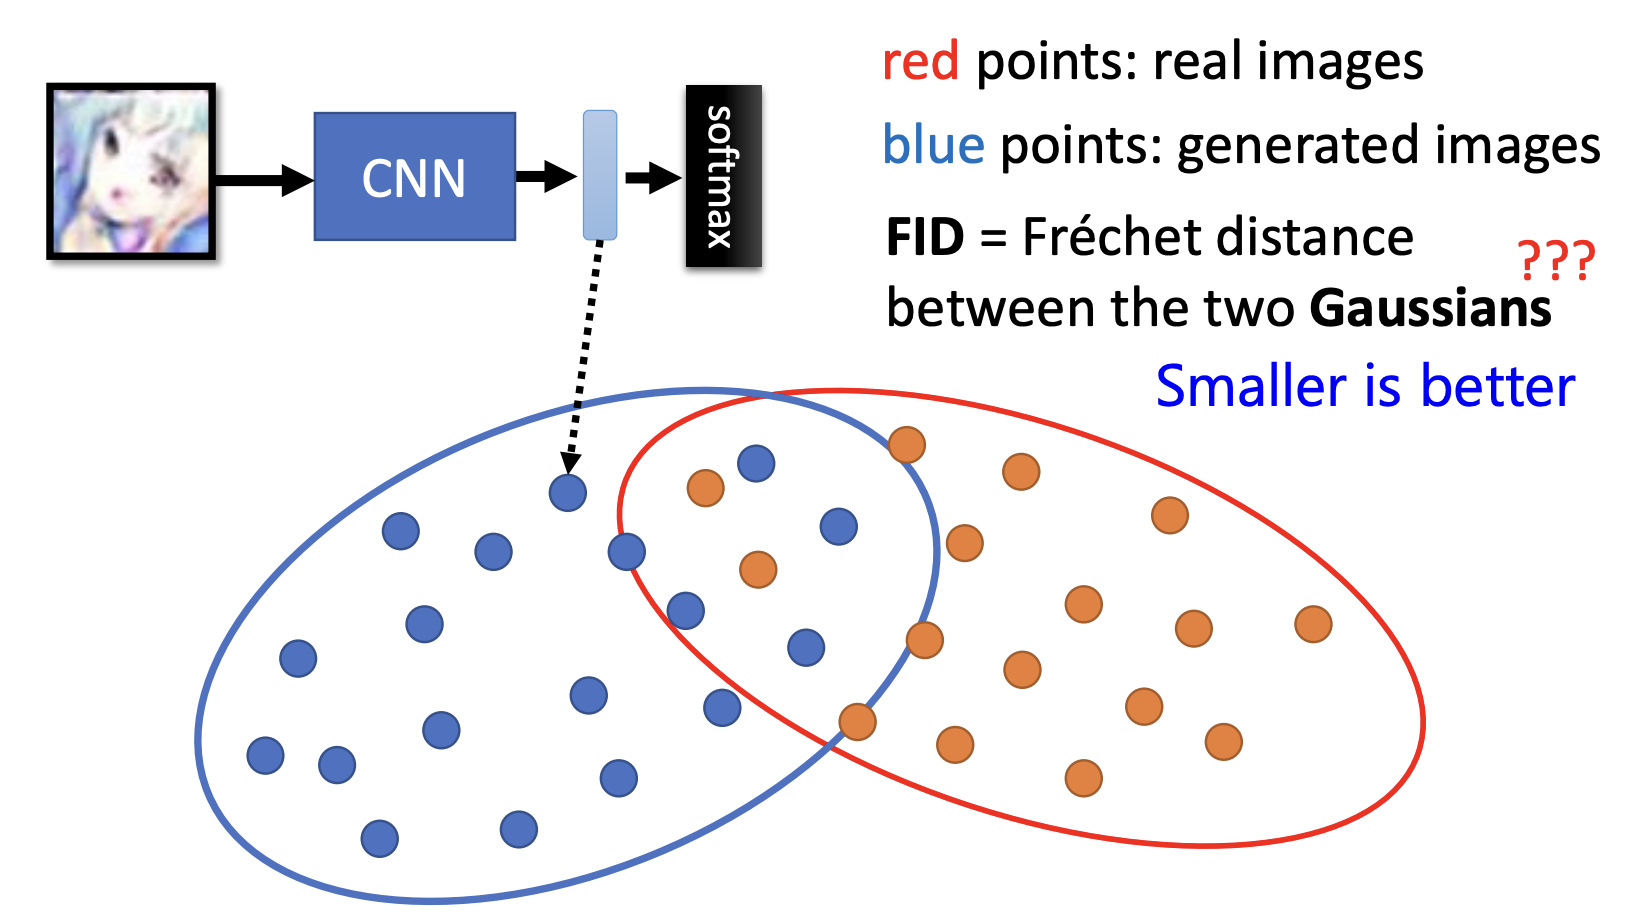 CNN
softmax
red points: real images
blue points: generated images
FID = Fréchet distance
???
between the two Gaussians
Smaller is better